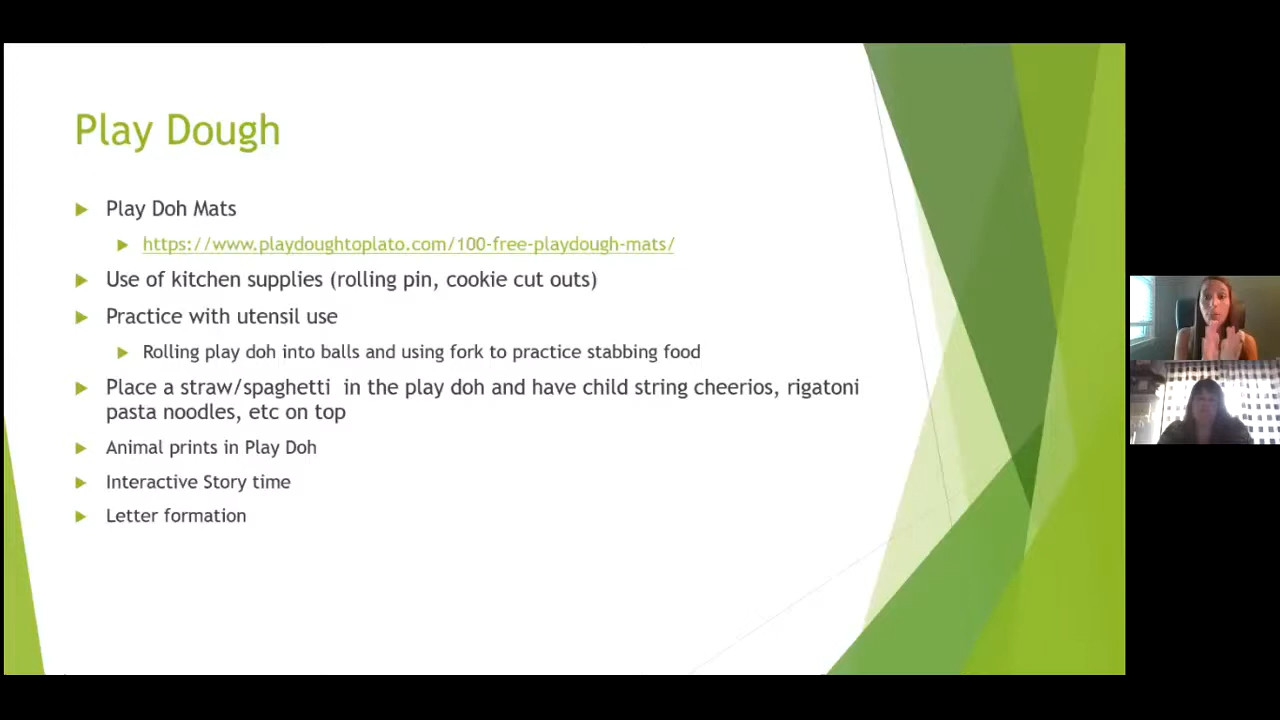 Play Dough
Play Doh Mats
https://www.playdoughtoplato.com/100-free-playdough-mats/
Use of kitchen supplies (rolling pin, cookie cut outs)
Practice with utensil use
Rolling play doh into balls and using fork to practice stabbing food
Place a straw/spaghetti in the play doh and have child string cheerios, rigatoni
pasta noodles, etc on top
Animal prints in Play Doh
Interactive Story time
Letter formation